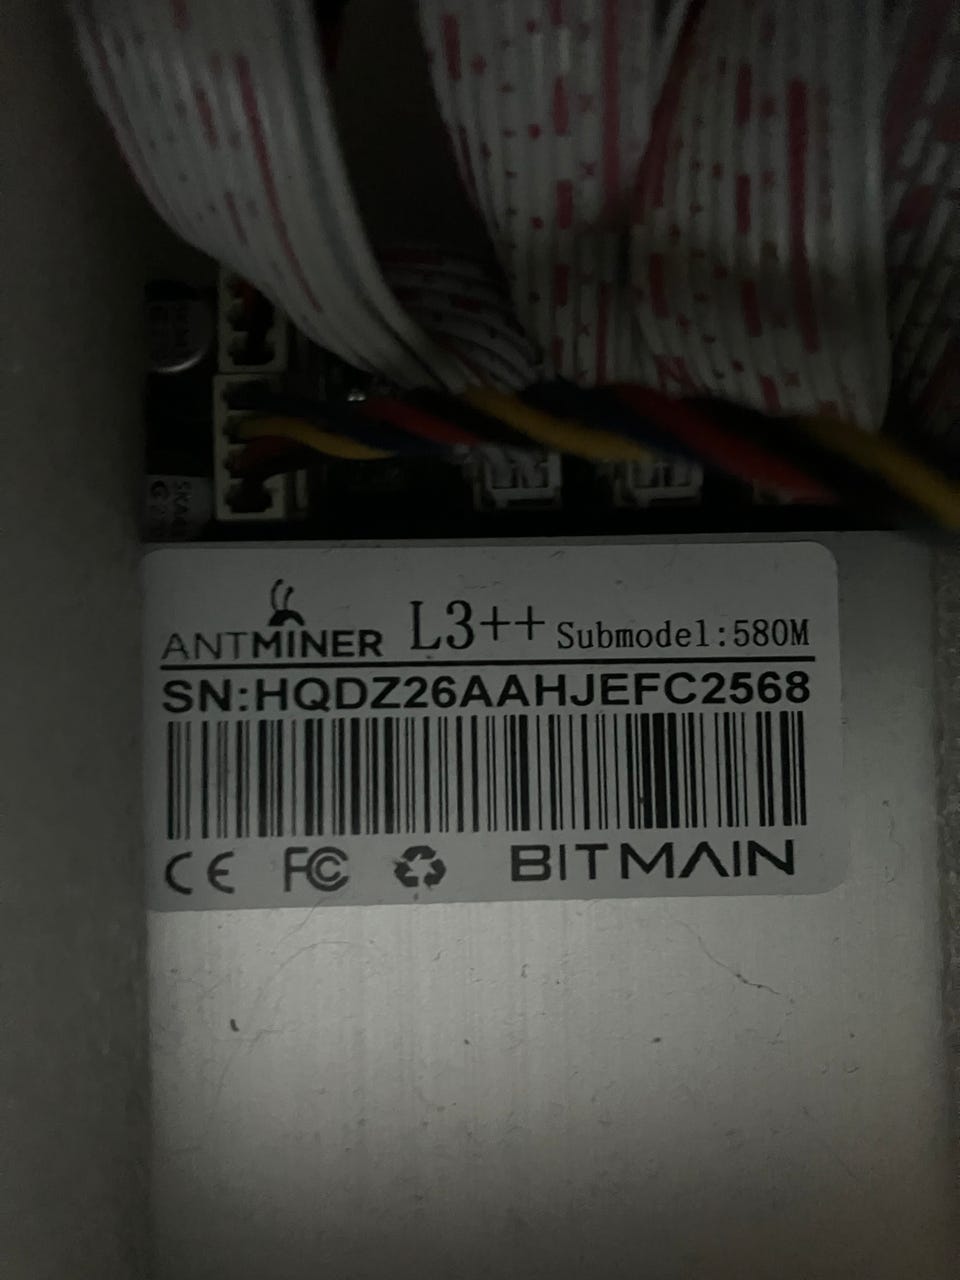 ANTMINER L3++ Submodel:580M
SN:HQDZ26AAHJEFC2568
CE FC BITMAIN